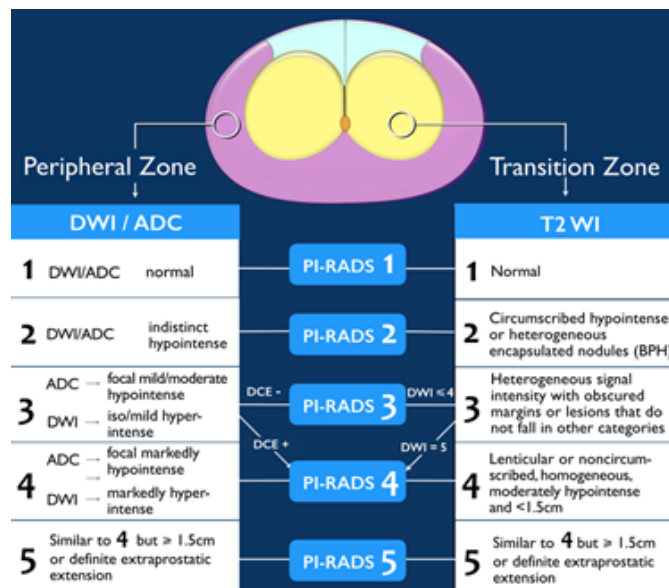 Peripheral Zone
Transition Zone
DWI / ADC
T2 WI
1 DWI/ADC normal
PI-RADS 1
1 Normal
2 DWI/ADC indistinct
hypointense
PI-RADS 2
2 Circumscribed hypointense
or heterogeneous
encapsulated nodules (BPH)
3 ADC → focal mild/moderate
hypointense
DWI → iso/mild hyper-
intense
DCE -
DCE +
PI-RADS 3
DWI ≤ 4
DWI = 5
3 Heterogeneous signal
intensity with obscured
margins or lesions that do
not fall in other categories
4 ADC → focal markedly
hypointense
DWI → markedly hyper-
intense
PI-RADS 4
4 Lenticular or noncircum-
scribed, homogeneous,
moderately hypointense
and <1.5cm
5 Similar to 4 but ≥ 1.5cm
or definite extraprostatic
extension
PI-RADS 5
5 Similar to 4 but ≥ 1.5cm
or definite extraprostatic
extension